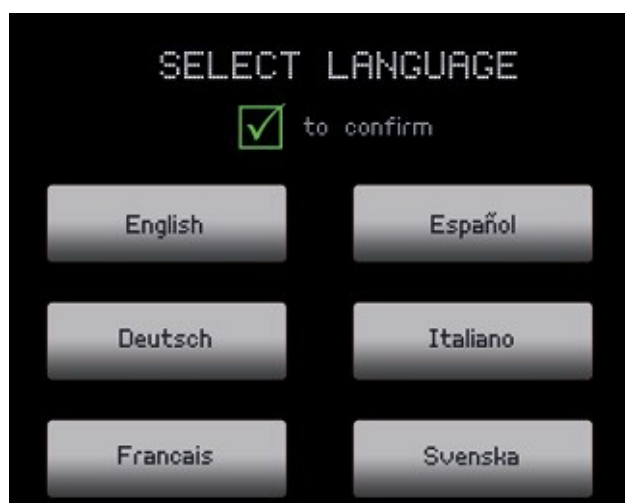 SELECT LANGUAGE
to confirm
English
Español
Deutsch
Italiano
Francais
Svenska